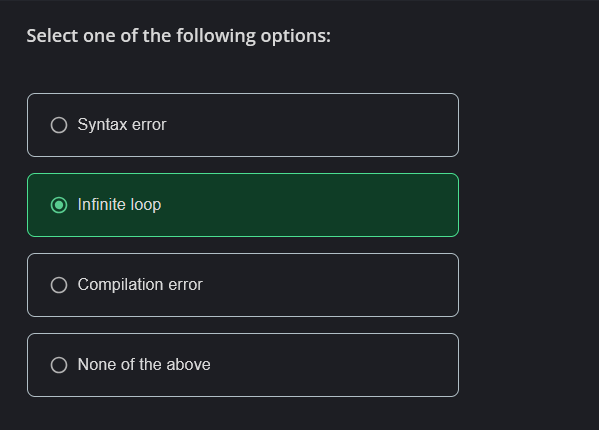 Select one of the following options:
Syntax error
Infinite loop
Compilation error
None of the above